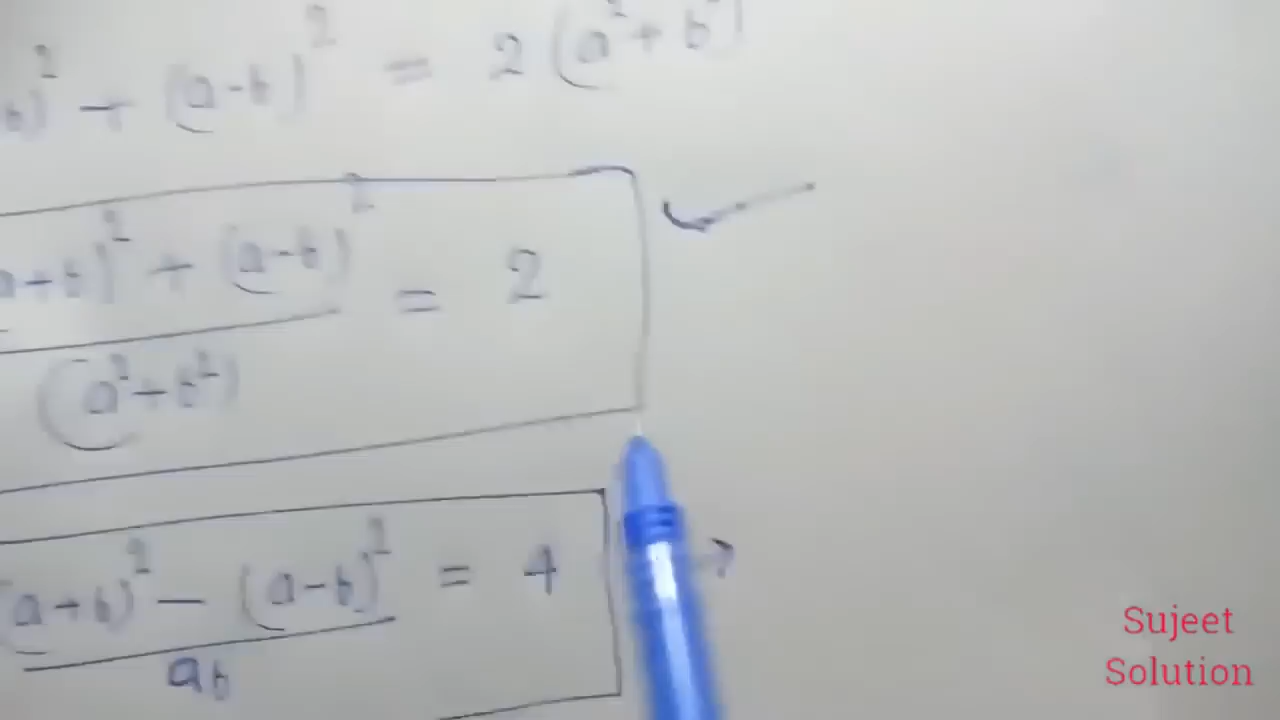 b)² + (a-b)² = 2(a²+b²)
(a+b)² + (a-b)² / (a²+b²) = 2
(a+b)² - (a-b)² / ab = 4
Sujeet
Solution